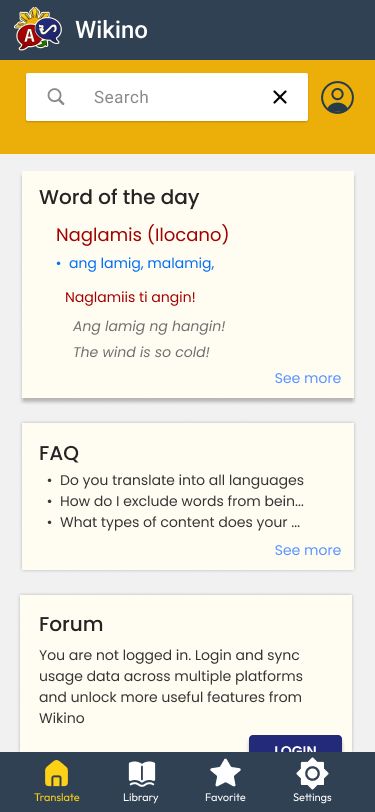 A
Wikino
Search
Word of the day
Naglamis (Ilocano)
• ang lamig, malamig,
Naglamiis ti angin!
Ang lamig ng hangin!
The wind is so cold!
See more
FAQ
• Do you translate into all languages
• How do I exclude words from bein...
• What types of content does your ...
See more
Forum
You are not logged in. Login and sync
usage data across multiple platforms
and unlock more useful features from
Wikino
LOGIN
Translate
Library
Favorite
Settings